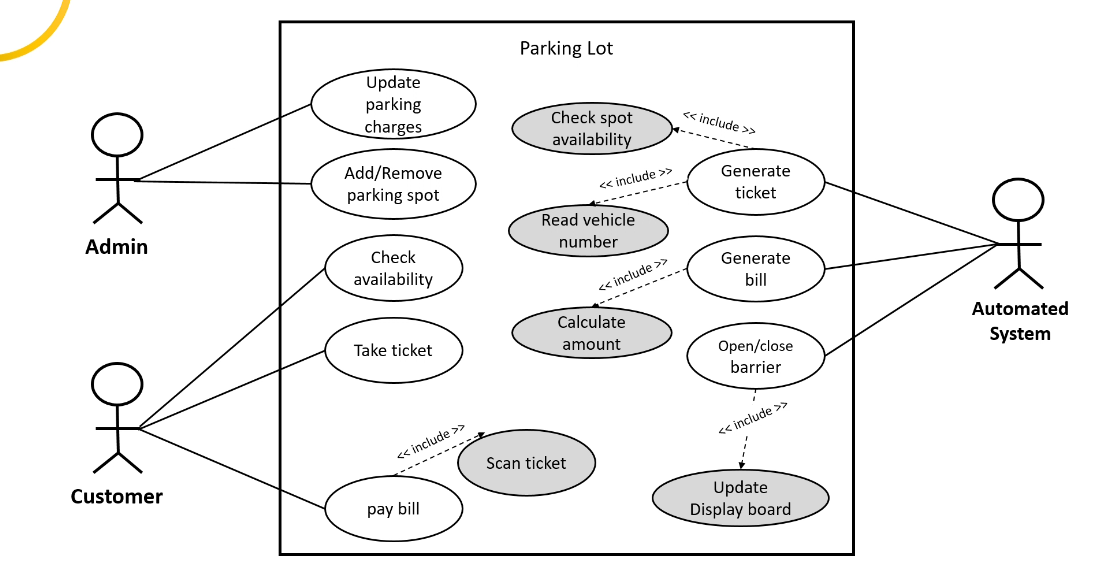 Parking Lot
Update
parking
charges
Add/Remove
parking spot
Check
availability
Take ticket
pay bill
<< include >>
Scan ticket
Check spot
availability
<< include >>
Generate
ticket
<< include >>
Read vehicle
number
Generate
bill
<< include >>
Calculate
amount
Open/close
barrier
<< include >>
Update
Display board
Admin
Customer
Automated
System